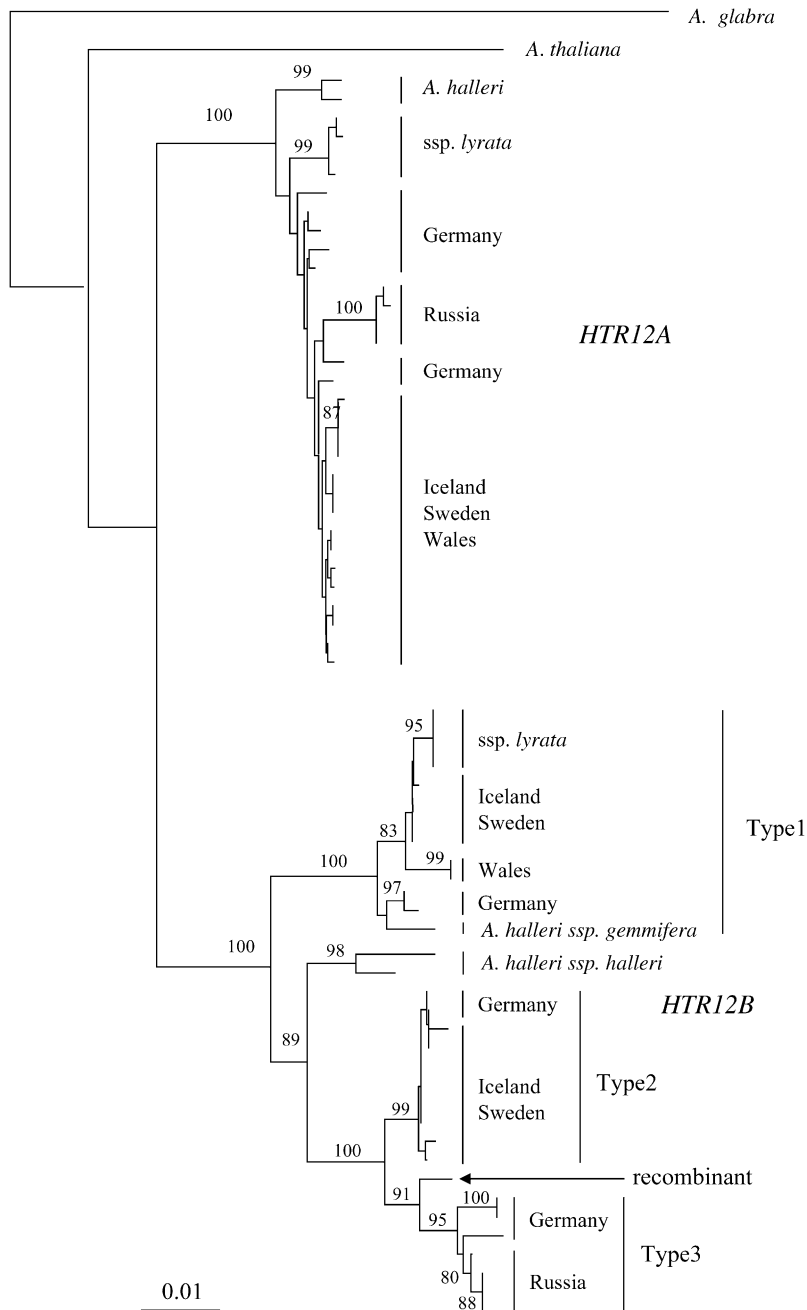 A. glabra
A. thaliana
99
A. halleri
100
99
ssp. lyrata
Germany
100
Russia
HTR12A
Germany
87
Iceland
Sweden
Wales
95
ssp. lyrata
Iceland
Sweden
Type1
83
100
99
Wales
97
Germany
A. halleri ssp. gemmifera
100
98
A. halleri ssp. halleri
Germany
HTR12B
89
Iceland
Sweden
Type2
99
100
recombinant
91
100
95
Germany
Type3
80
Russia
88
0.01